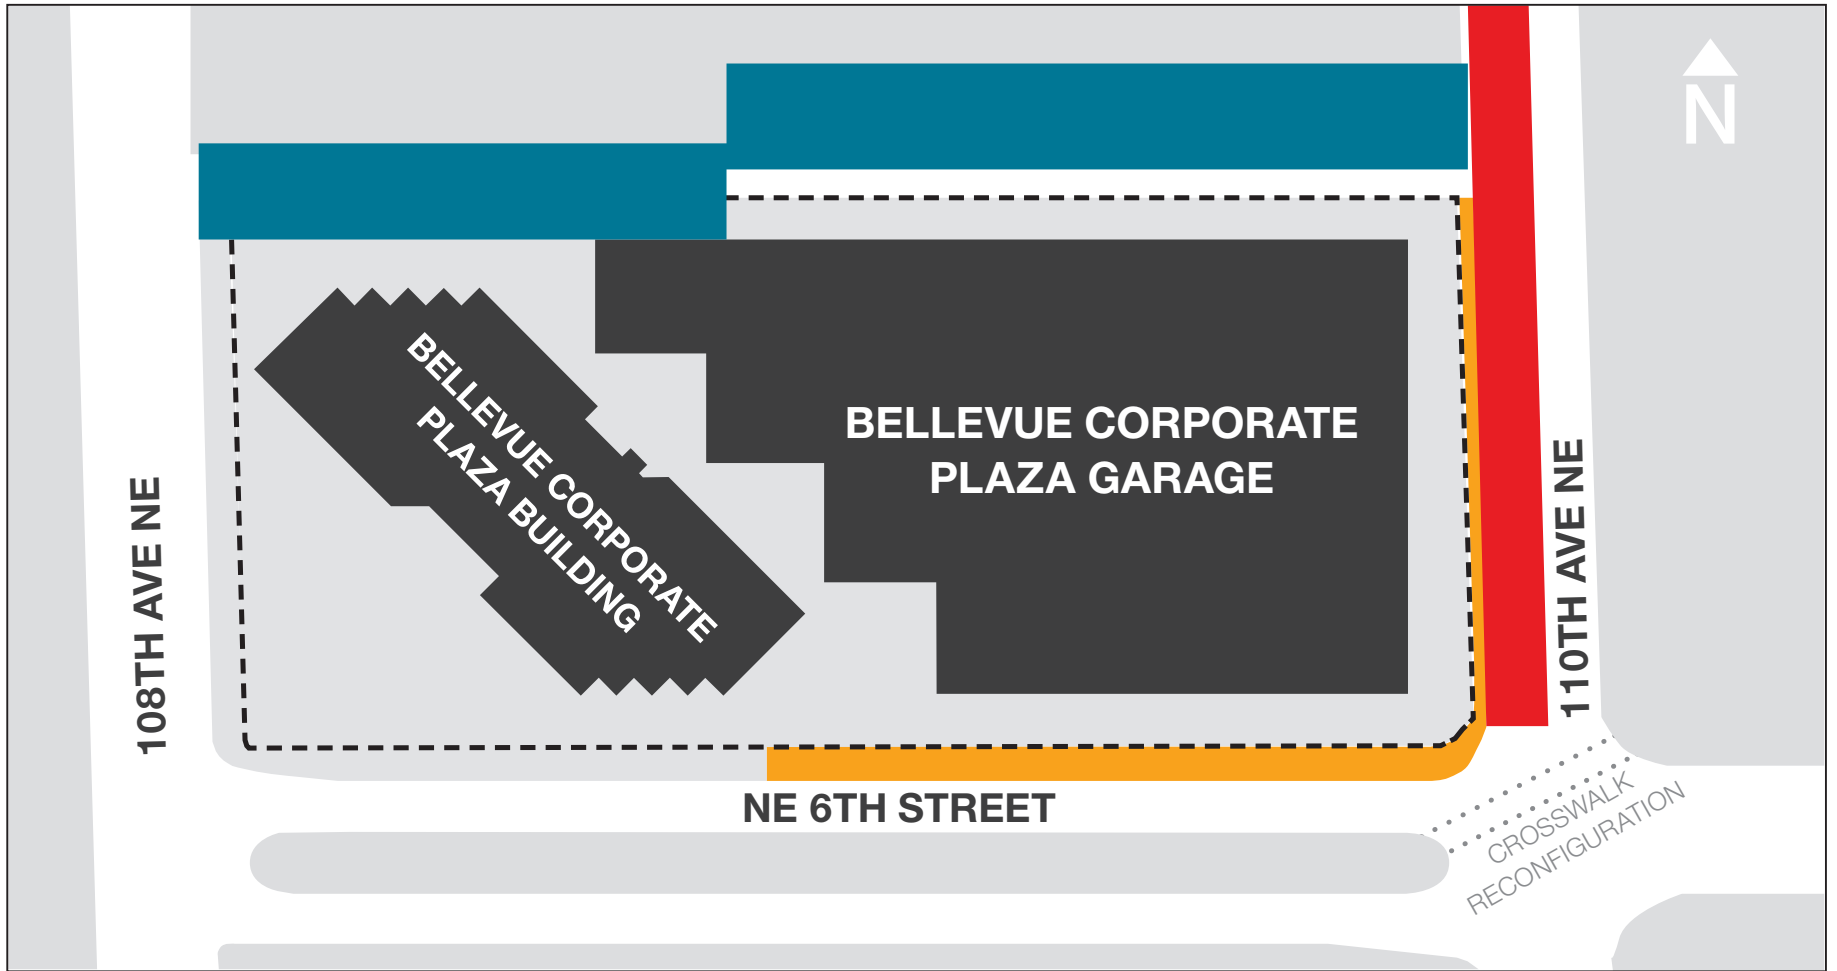 N
BELLEVUE CORPORATE
PLAZA BUILDING
BELLEVUE CORPORATE
PLAZA GARAGE
108TH AVE NE
110TH AVE NE
NE 6TH STREET
CROSSWALK
RECONFIGURATION